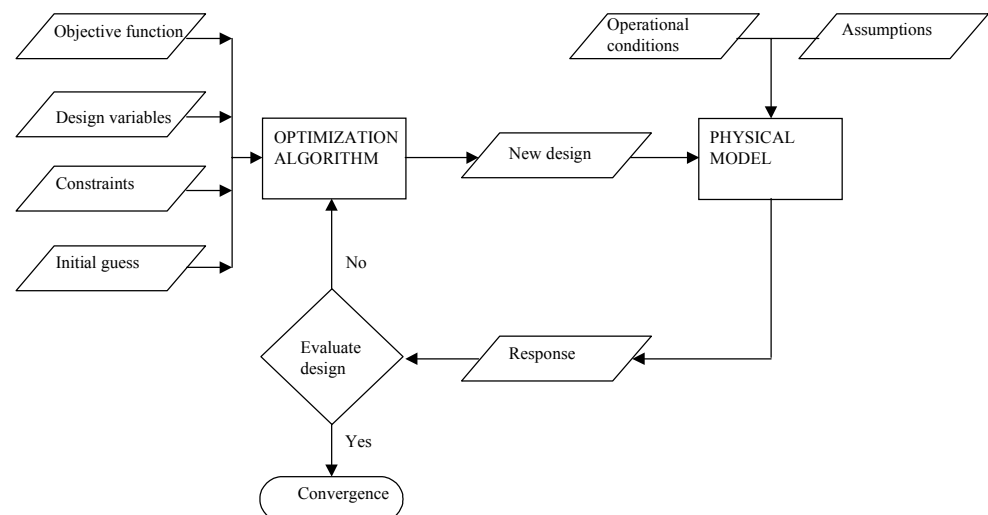 Objective function
Operational
conditions
Assumptions
Design variables
OPTIMIZATION
ALGORITHM
New design
PHYSICAL
MODEL
Constraints
Initial guess
No
Evaluate
design
Response
Yes
Convergence